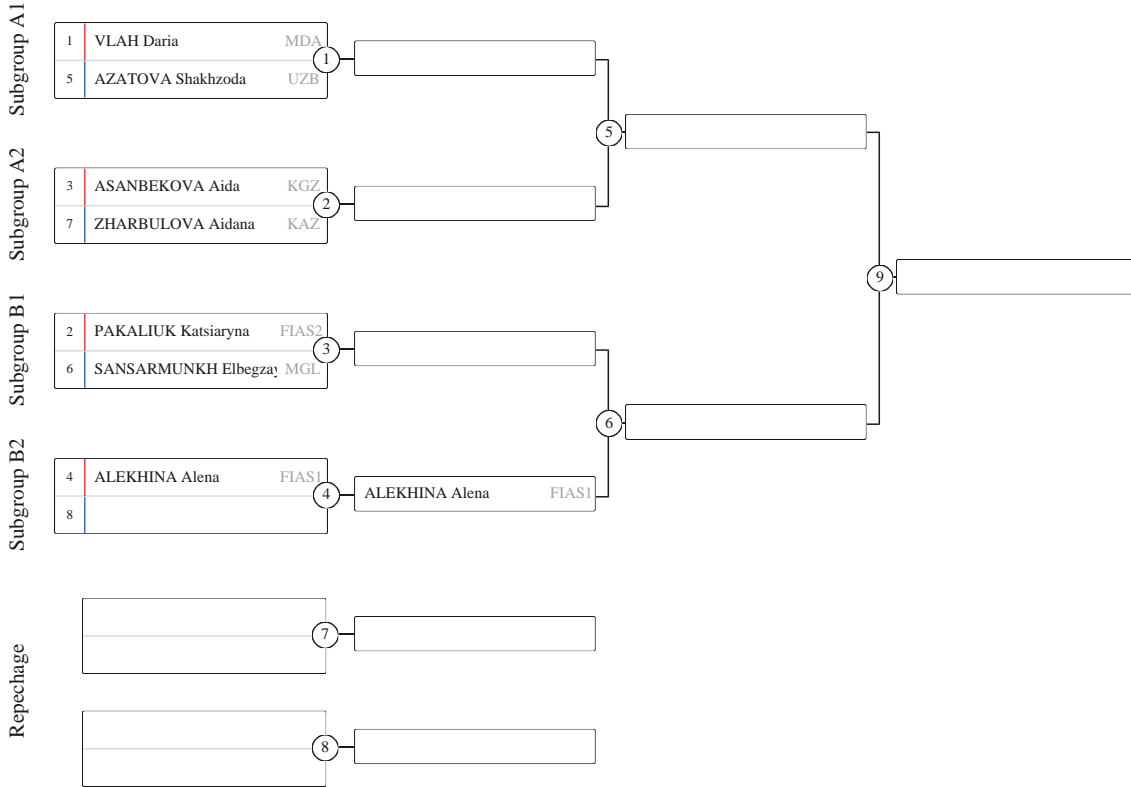 Subgroup A1
1 VLAH Daria MDA
1
5 AZATOVA Shakhzoda UZB
5
Subgroup A2
3 ASANBEKOVA Aida KGZ
2
7 ZHARBULOVA Aidana KAZ
9
Subgroup B1
2 PAKALIUK Katsiaryna FIAS2
3
6 SANSARMUNKH Elbegzay MGL
6
Subgroup B2
4 ALEKHINA Alena FIAS1
4 ALEKHINA Alena FIAS1
8
Repechage
7
8